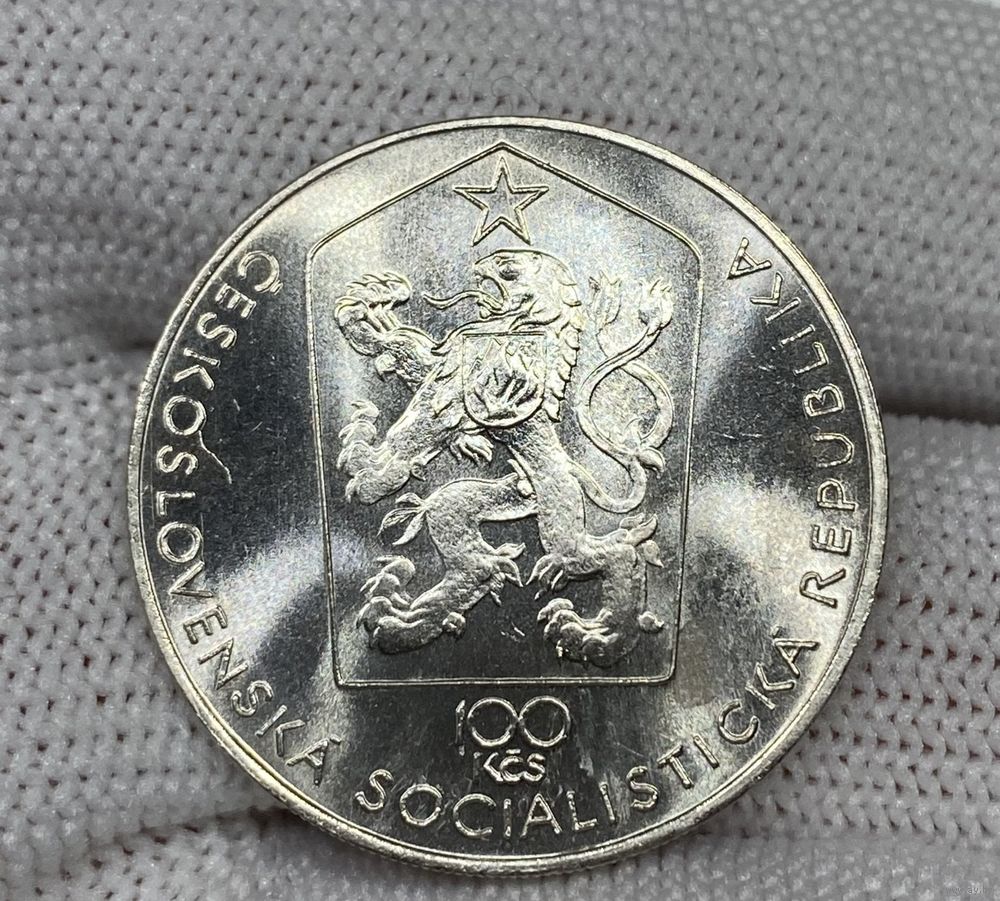 ČESKOSLOVENSKÁ SOCIALISTICKÁ REPUBLIKA
100
KČS